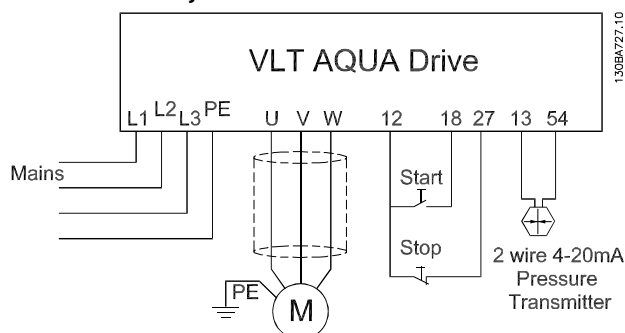 VLT AQUA Drive
130BA727.10
L1 L2 L3 PE U V W 12 18 27 13 54
Mains
Start
Stop
2 wire 4-20mA
Pressure
Transmitter
PE
M